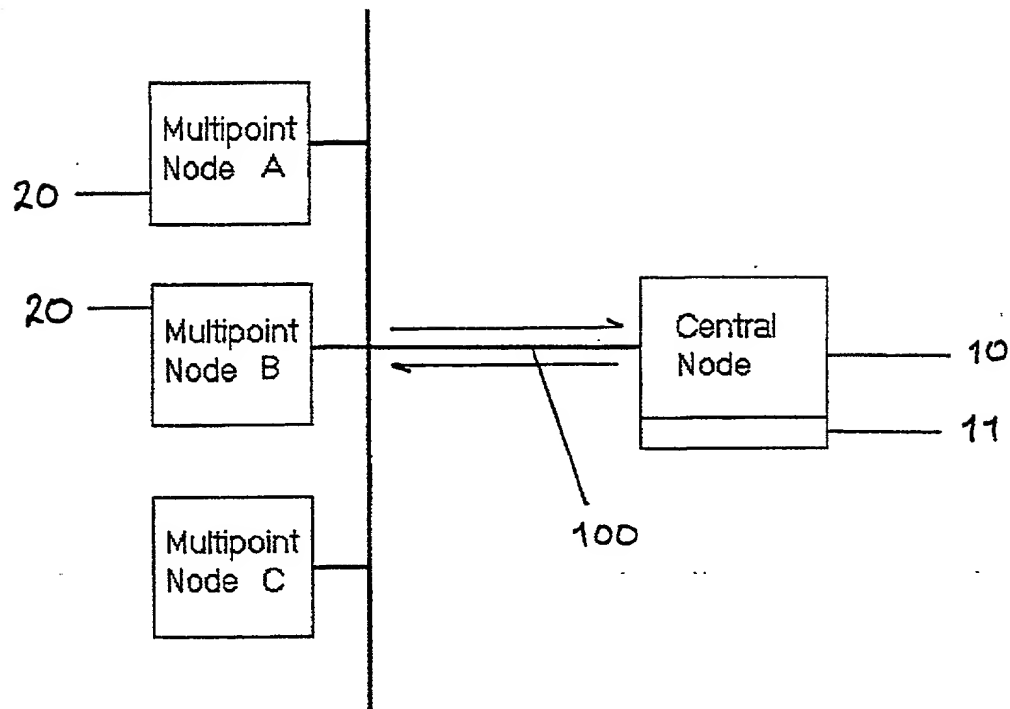 Multipoint
Node A
20
20
Multipoint
Node B
Central
Node
10
11
100
Multipoint
Node C